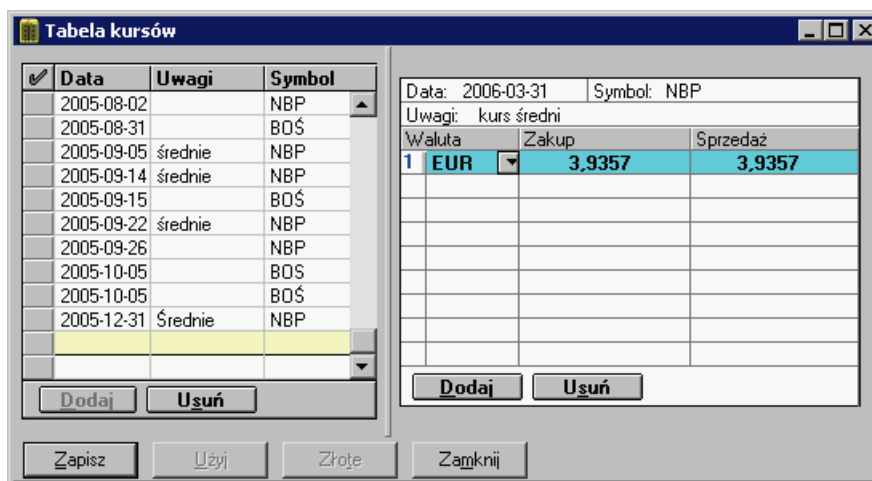 Tabela kursów
Data Uwagi Symbol
2005-08-02 NBP
2005-08-31 BOŚ
2005-09-05 średnie NBP
2005-09-14 średnie NBP
2005-09-15 BOŚ
2005-09-22 średnie NBP
2005-09-26 NBP
2005-10-05 BOS
2005-10-05 BOŚ
2005-12-31 Średnie NBP
Dodaj Usuń
Data: 2006-03-31 Symbol: NBP
Uwagi: kurs średni
Waluta Zakup Sprzedaż
1 EUR 3,9357 3,9357
Dodaj Usuń
Zapisz Użyj Złote Zamknij